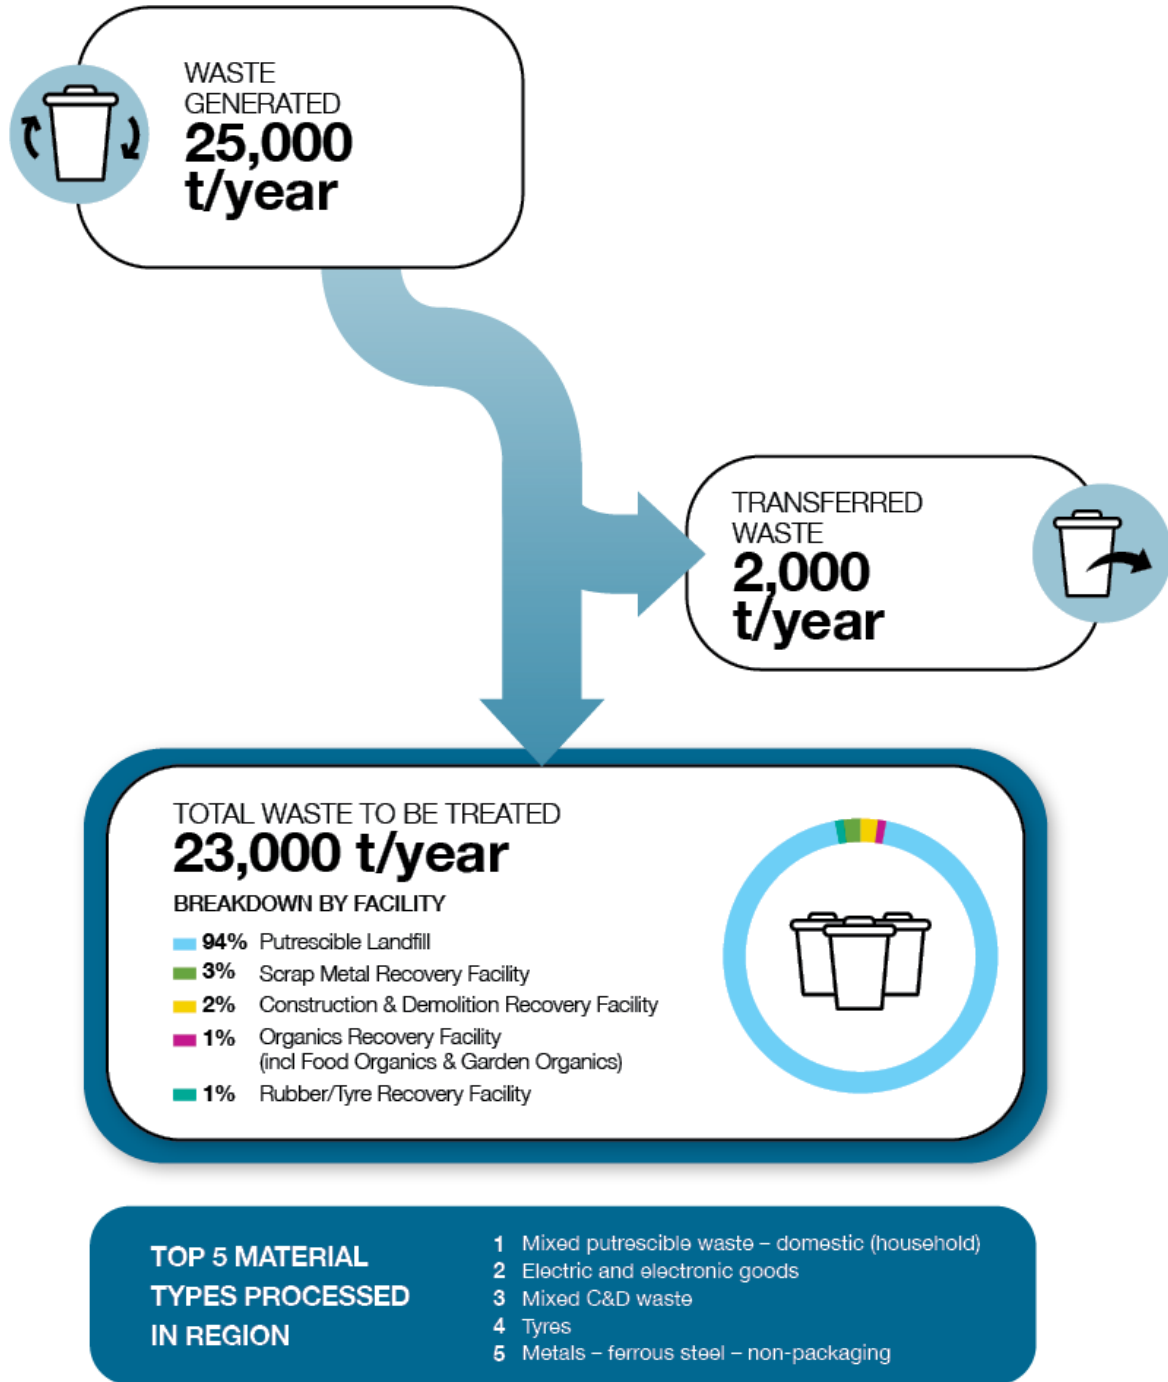 WASTE
GENERATED
25,000
t/year
TRANSFERRED
WASTE
2,000
t/year
TOTAL WASTE TO BE TREATED
23,000 t/year
BREAKDOWN BY FACILITY
94% Putrescible Landfill
3% Scrap Metal Recovery Facility
2% Construction & Demolition Recovery Facility
1% Organics Recovery Facility
(incl Food Organics & Garden Organics)
1% Rubber/Tyre Recovery Facility
TOP 5 MATERIAL
TYPES PROCESSED
IN REGION
1 Mixed putrescible waste – domestic (household)
2 Electric and electronic goods
3 Mixed C&D waste
4 Tyres
5 Metals – ferrous steel – non-packaging